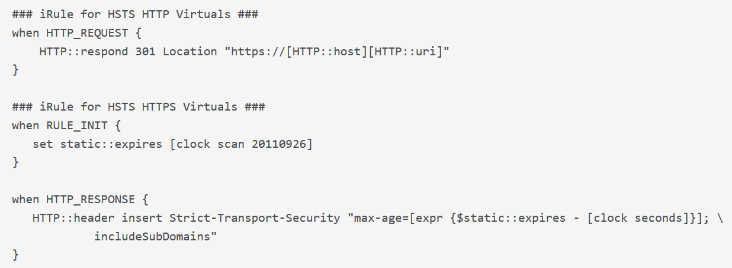 ### iRule for HSTS HTTP Virtuals ###
when HTTP_REQUEST {
    HTTP::respond 301 Location "https://[HTTP::host][HTTP::uri]"
}

### iRule for HSTS HTTPS Virtuals ###
when RULE_INIT {
   set static::expires [clock scan 20110926]
}

when HTTP_RESPONSE {
   HTTP::header insert Strict-Transport-Security "max-age=[expr {$static::expires - [clock seconds]}]; \
            includeSubDomains"
}